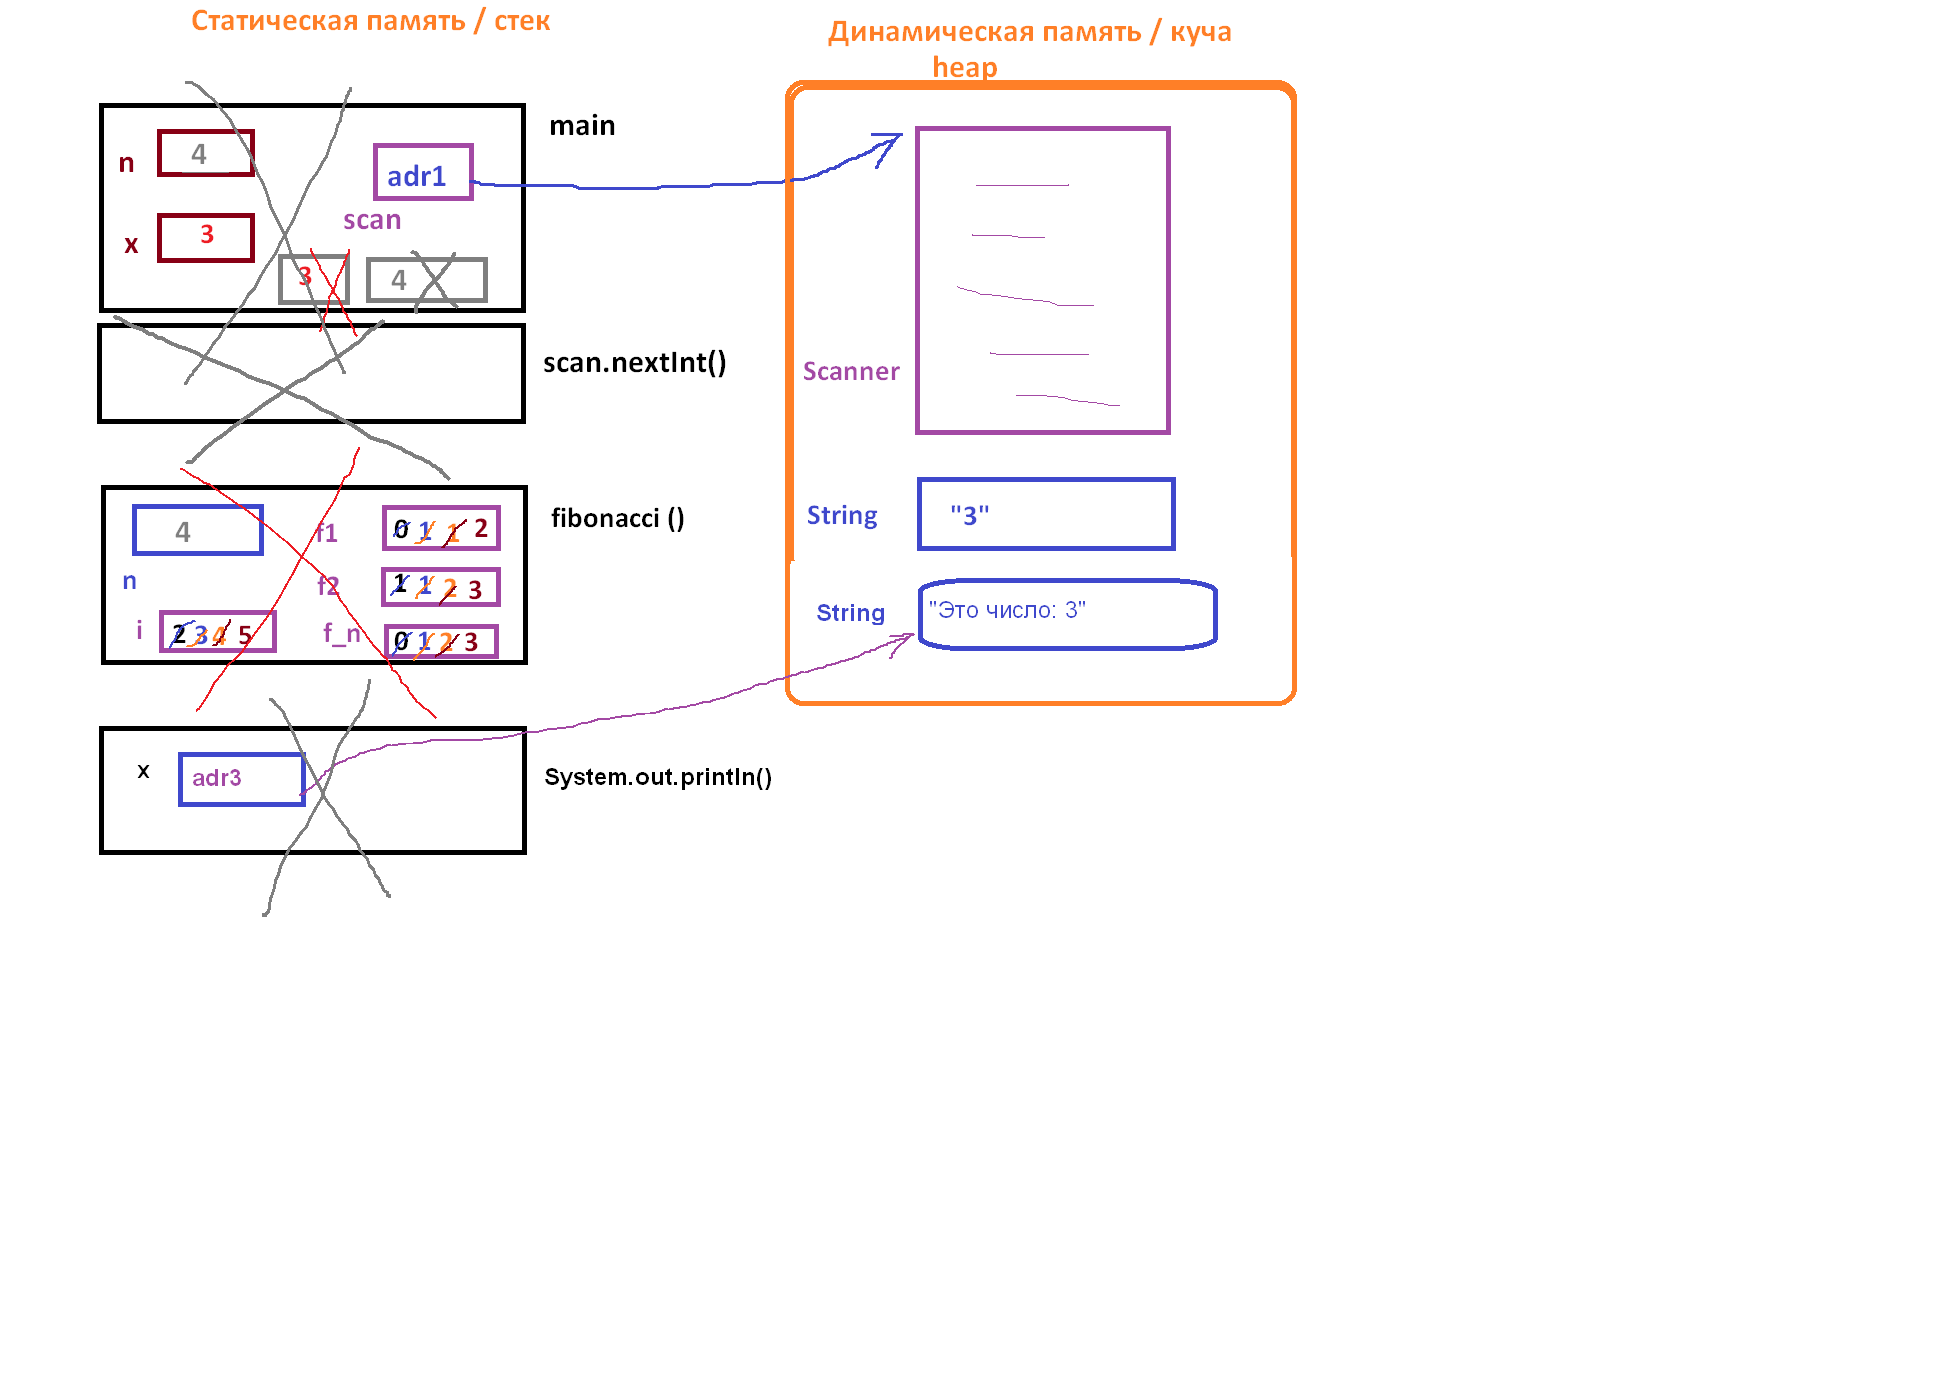 Статическая память / стек
Динамическая память / куча
heap
main
n 4
adr1
x 3
scan
3 4
scan.nextInt()
Scanner
fibonacci ()
4 f1 0 1 1 2
n f2 1 1 2 3
i 2 3 4 5 f_n 0 1 2 3
String "3"
String "Это число: 3"
x adr3
System.out.println()